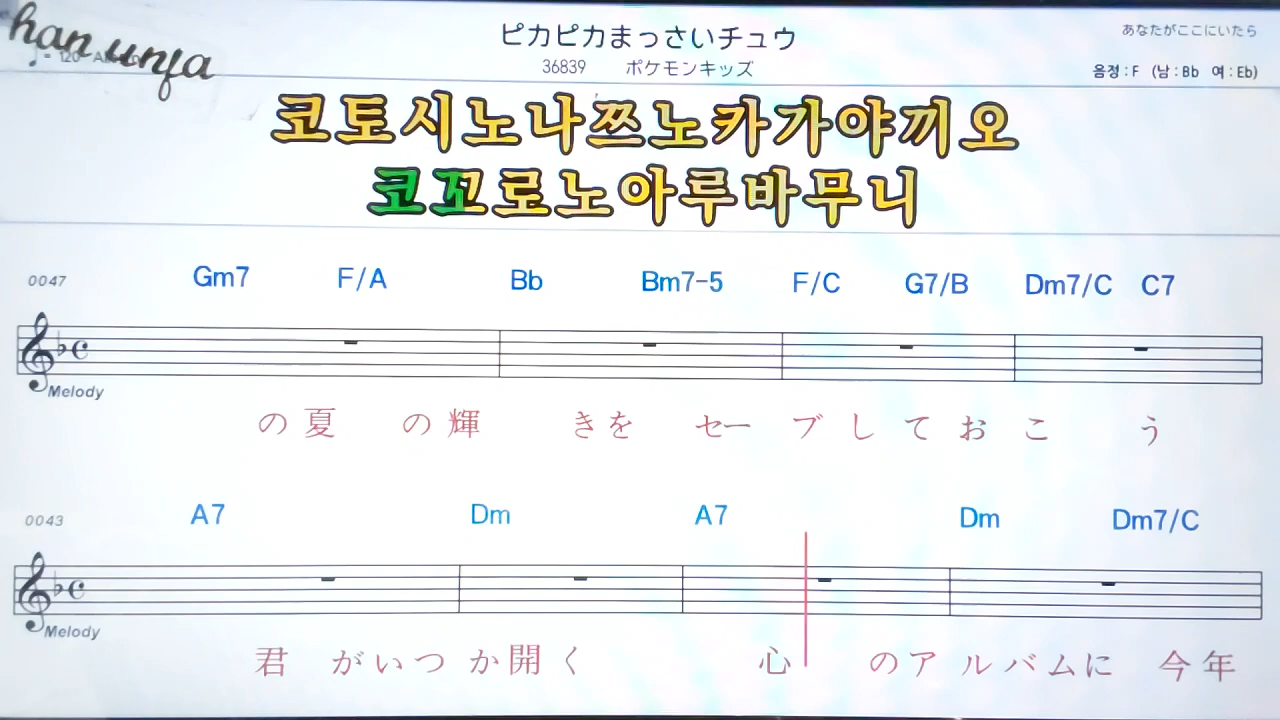 han unfa
ピカピカまっさいチュウ
あなたがここにいたら
36839 ポケモンキッズ
음정:F (남:Bb 여:Eb)
코토시노나쯔노카가야끼오
코꼬로노아루바무니
0047 Gm7 F/A Bb Bm7-5 F/C G7/B Dm7/C C7
Melody
の夏 の輝 きを セーブ し て お こ う
0043 A7 Dm A7 Dm Dm7/C
Melody
君 がいつ か開く 心 のア ルバムに 今年